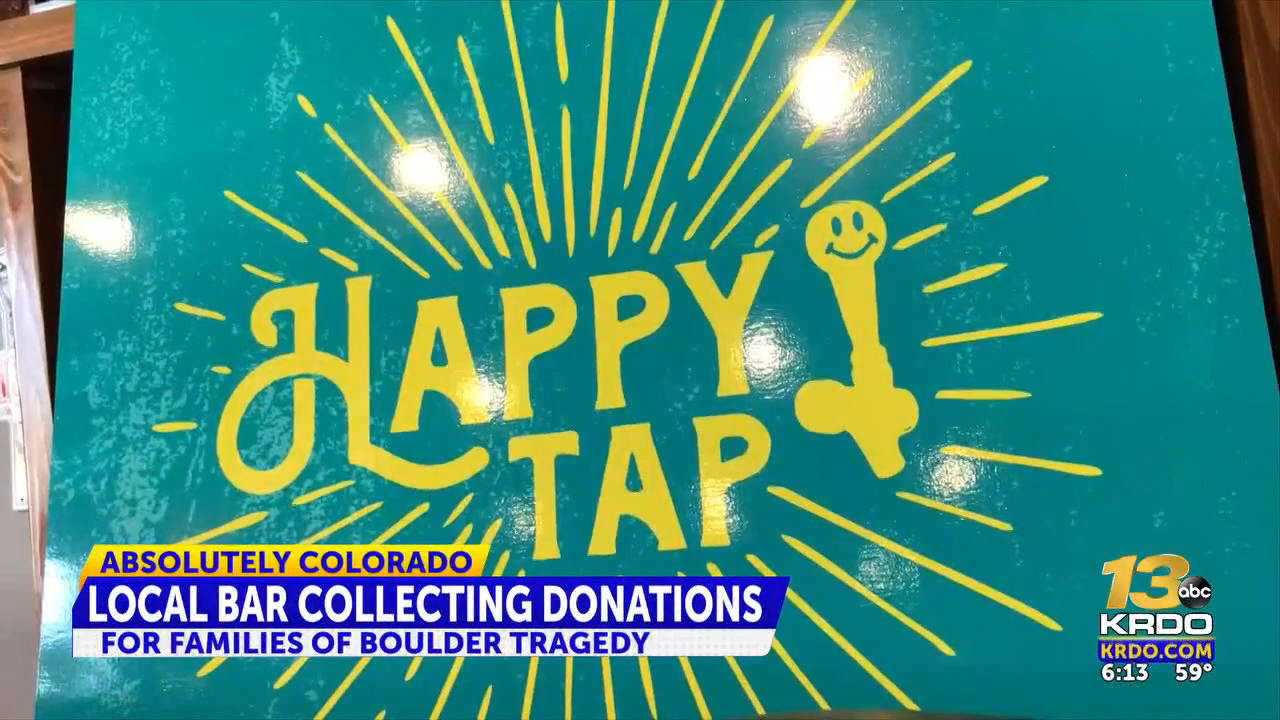 HAPPY
TAP
ABSOLUTELY COLORADO
LOCAL BAR COLLECTING DONATIONS
FOR FAMILIES OF BOULDER TRAGEDY
13 abc
KRDO
KRDO.COM
6:13 59°